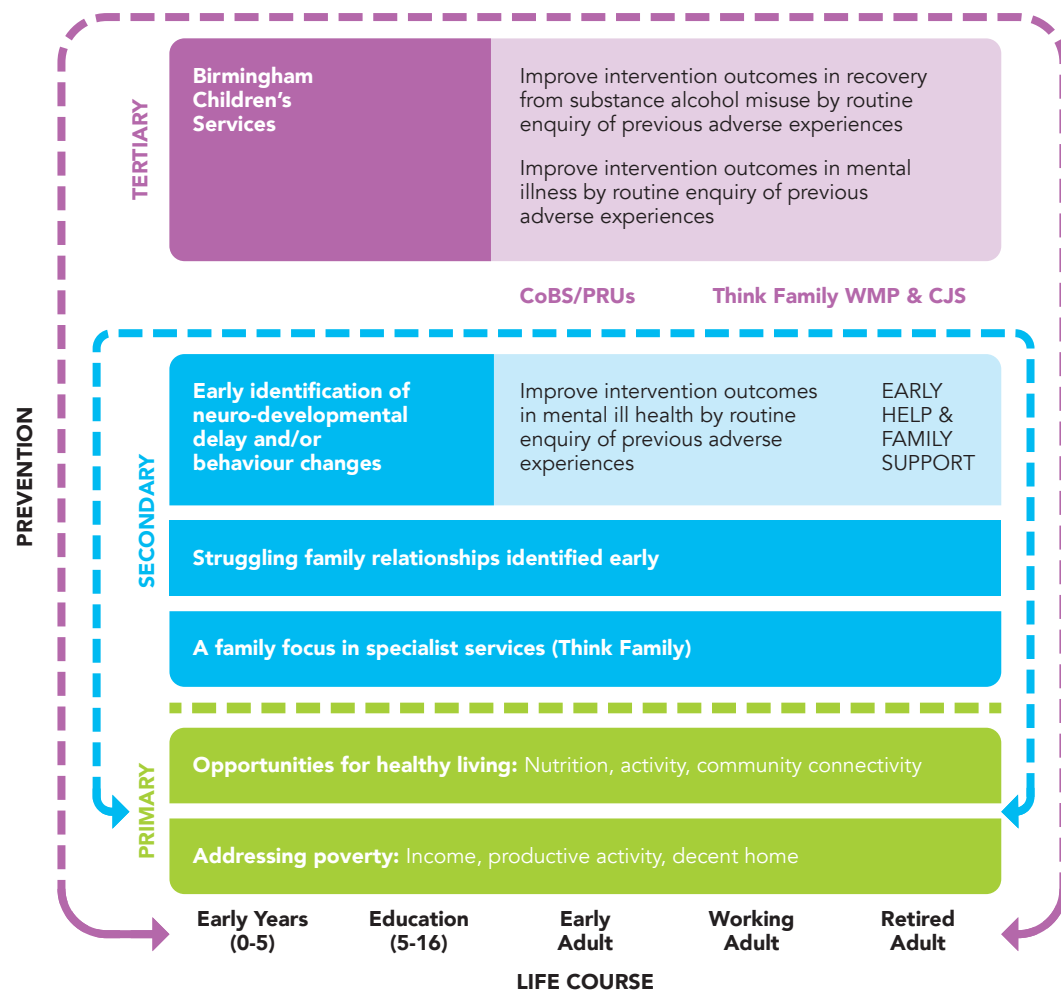 PREVENTION
TERTIARY
Birmingham
Children's
Services
Improve intervention outcomes in recovery
from substance alcohol misuse by routine
enquiry of previous adverse experiences
Improve intervention outcomes in mental
illness by routine enquiry of previous
adverse experiences
CoBS/PRUs
Think Family WMP & CJS
SECONDARY
Early identification of
neuro-developmental
delay and/or
behaviour changes
Improve intervention outcomes
in mental ill health by routine
enquiry of previous adverse
experiences
EARLY
HELP &
FAMILY
SUPPORT
Struggling family relationships identified early
A family focus in specialist services (Think Family)
PRIMARY
Opportunities for healthy living: Nutrition, activity, community connectivity
Addressing poverty: Income, productive activity, decent home
Early Years
(0-5)
Education
(5-16)
Early
Adult
Working
Adult
Retired
Adult
LIFE COURSE